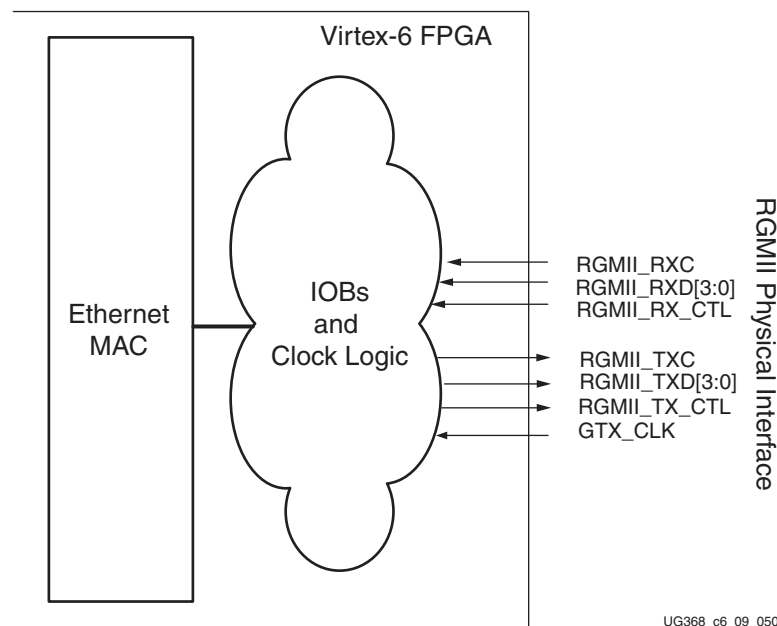 Virtex-6 FPGA
Ethernet
MAC
IOBs
and
Clock Logic
RGMII_RXC
RGMII_RXD[3:0]
RGMII_RX_CTL
RGMII_TXC
RGMII_TXD[3:0]
RGMII_TX_CTL
GTX_CLK
RGMII Physical Interface
UG368_c6_09_050